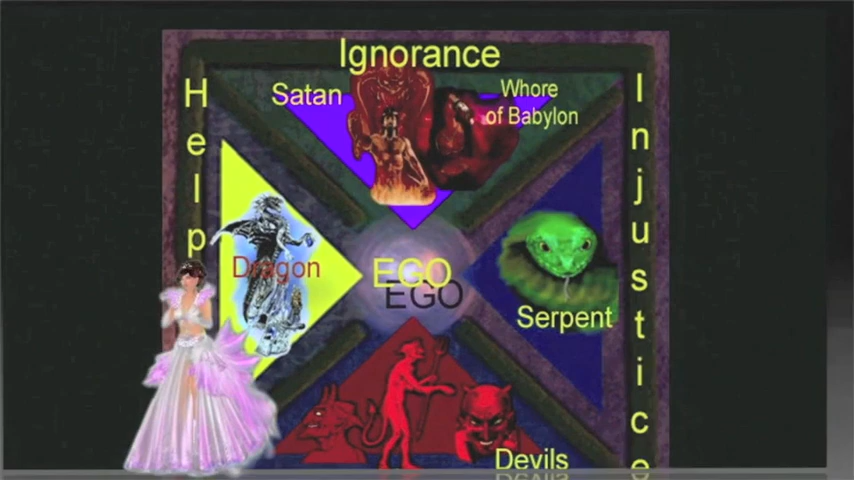 Ignorance
Help
Satan
Whore
of Babylon
Injustice
Dragon
EGO
EGO
Serpent
Devils